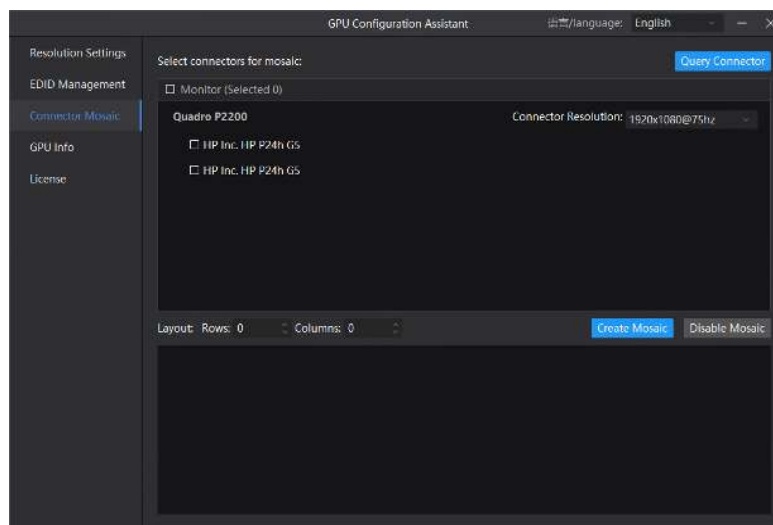 GPU Configuration Assistant
语言/language: English
Resolution Settings
EDID Management
Connector Mosaic
GPU Info
License
Select connectors for mosaic:
Query Connector
Monitor (Selected 0)
Quadro P2200
Connector Resolution: 1920x1080@75hz
HP Inc. HP P24h G5
HP Inc. HP P24h G5
Layout: Rows: 0 Columns: 0
Create Mosaic
Disable Mosaic